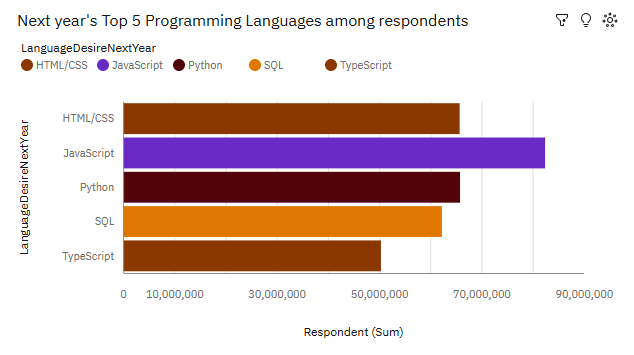 Next year's Top 5 Programming Languages among respondents
LanguageDesireNextYear
HTML/CSS JavaScript Python SQL TypeScript
LanguageDesireNextYear
HTML/CSS
JavaScript
Python
SQL
TypeScript
0 10,000,000 30,000,000 50,000,000 70,000,000 90,000,000
Respondent (Sum)